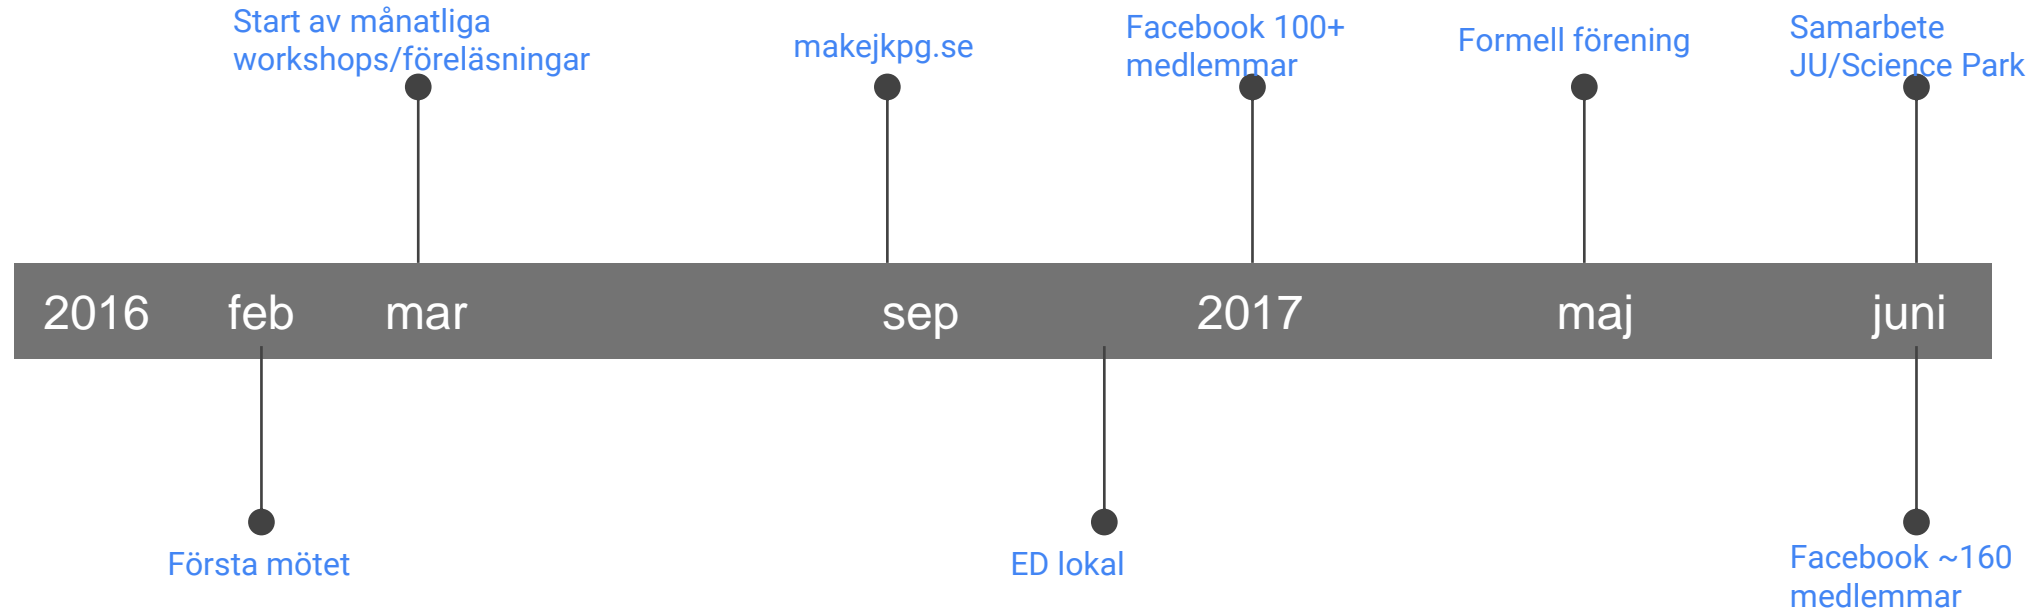 Start av månatliga
workshops/föreläsningar
makejkpg.se
Facebook 100+
medlemmar
Formell förening
Samarbete
JU/Science Park
2016 feb mar sep 2017 maj juni
Första mötet
ED lokal
Facebook ~160
medlemmar